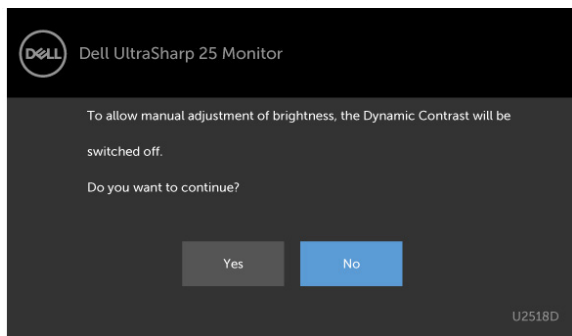 DELL
Dell UltraSharp 25 Monitor
To allow manual adjustment of brightness, the Dynamic Contrast will be
switched off.
Do you want to continue?
Yes
No
U2518D